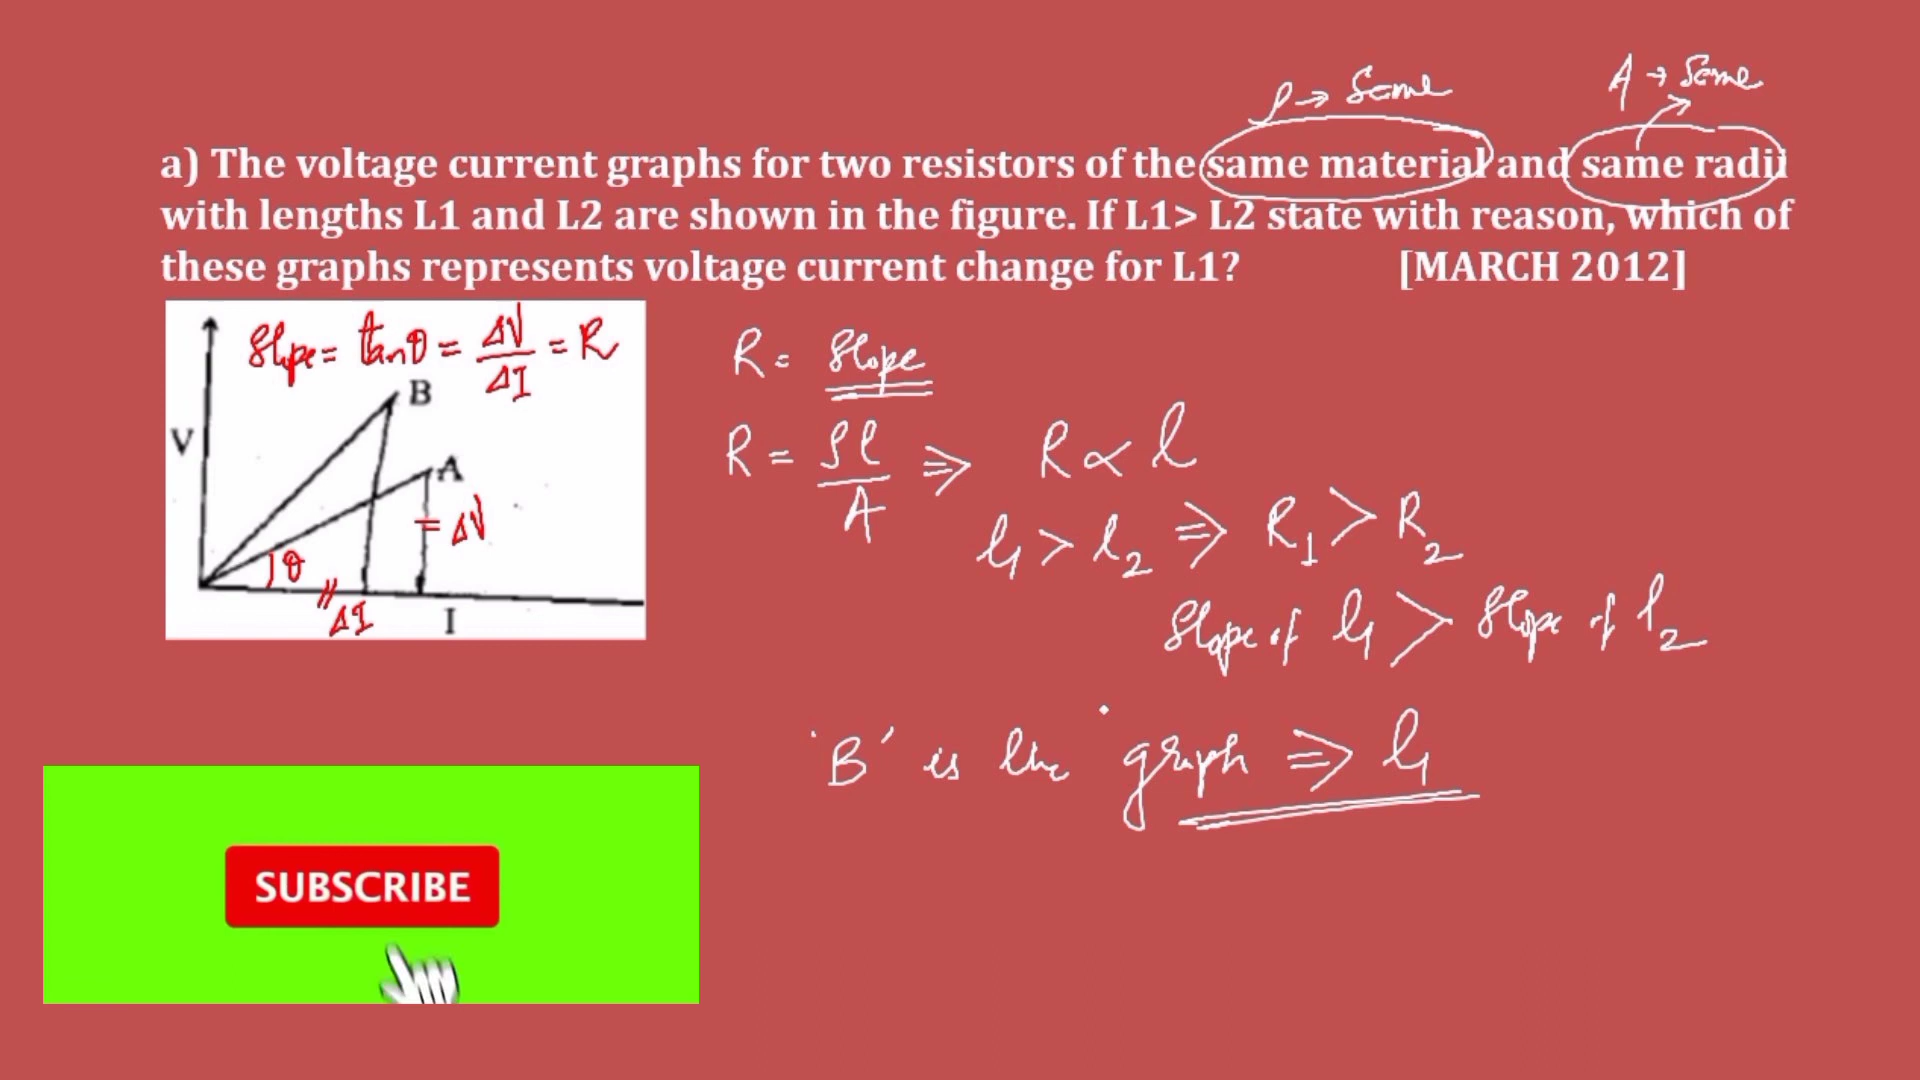 ρ → Same
A → Same
a) The voltage current graphs for two resistors of the same material and same radii
with lengths L1 and L2 are shown in the figure. If L1> L2 state with reason, which of
these graphs represents voltage current change for L1? [MARCH 2012]
Slope = tanθ = ΔV/ΔI = R
B
V
A
= ΔV
θ
ΔI
I
R = Slope
R = ρl/A ⇒ R ∝ l
l1 > l2 ⇒ R1 > R2
Slope of l1 > Slope of l2
'B' is the graph ⇒ l1
SUBSCRIBE